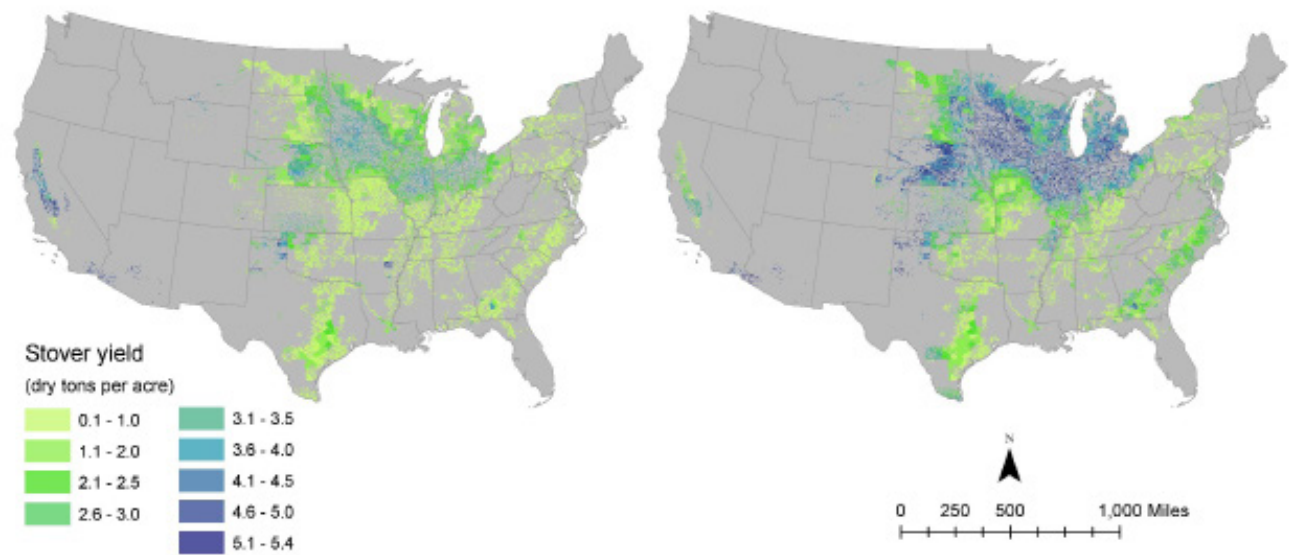 Stover yield
(dry tons per acre)
0.1 - 1.0
1.1 - 2.0
2.1 - 2.5
2.6 - 3.0
3.1 - 3.5
3.6 - 4.0
4.1 - 4.5
4.6 - 5.0
5.1 - 5.4
N
0 250 500 1,000 Miles